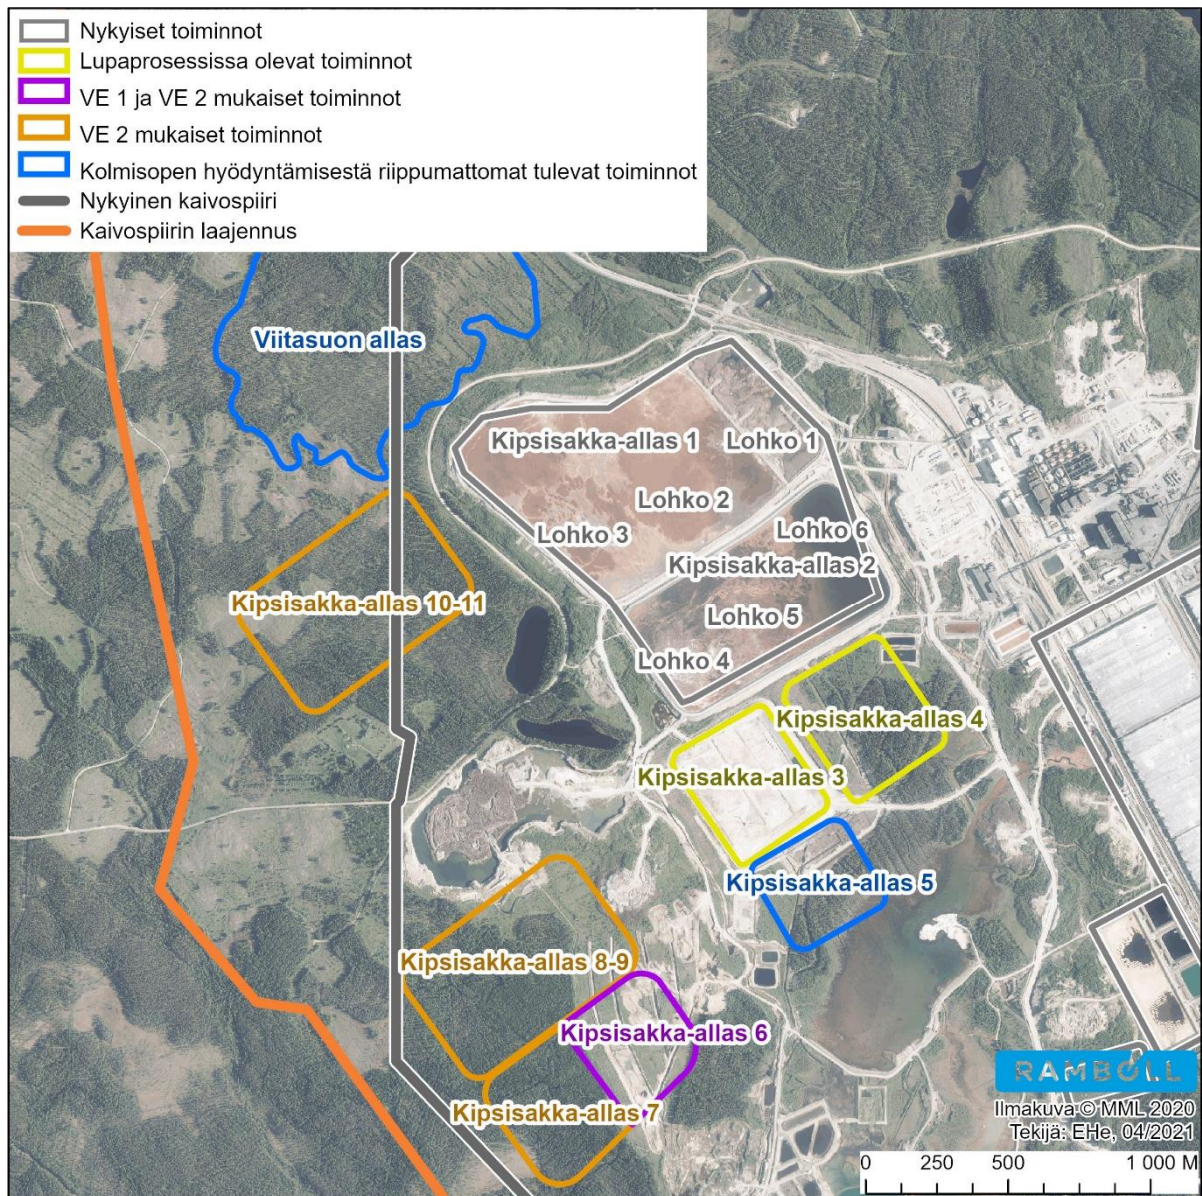 Nykyiset toiminnot
Lupaprosessissa olevat toiminnot
VE 1 ja VE 2 mukaiset toiminnot
VE 2 mukaiset toiminnot
Kolmisopen hyödyntämisestä riippumattomat tulevat toiminnot
Nykyinen kaivospiiri
Kaivospiirin laajennus
Viitasuon allas
Kipsisakka-allas 1
Lohko 1
Lohko 2
Lohko 3
Lohko 6
Kipsisakka-allas 2
Kipsisakka-allas 10-11
Lohko 5
Lohko 4
Kipsisakka-allas 4
Kipsisakka-allas 3
Kipsisakka-allas 5
Kipsisakka-allas 8-9
Kipsisakka-allas 6
Kipsisakka-allas 7
RAMBOLL
Ilmakuva © MML 2020
Tekijä: EHe, 04/2021
0 250 500 1 000 M